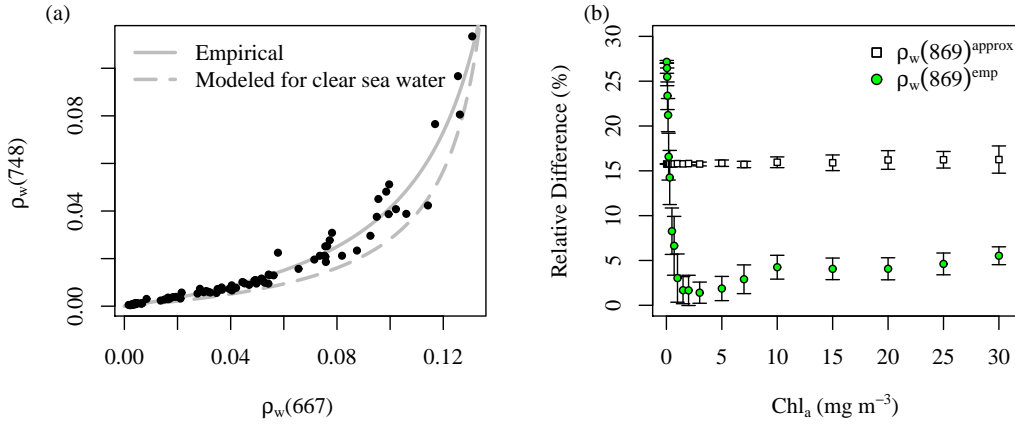 (a)
Empirical
Modeled for clear sea water
0.00 0.04 0.08
ρw(748)
0.00 0.04 0.08 0.12
ρw(667)
(b)
ρw(869)^approx
ρw(869)^emp
30
25
20
15
10
5
0
Relative Difference (%)
0 5 10 15 20 25 30
Chla (mg m⁻³)